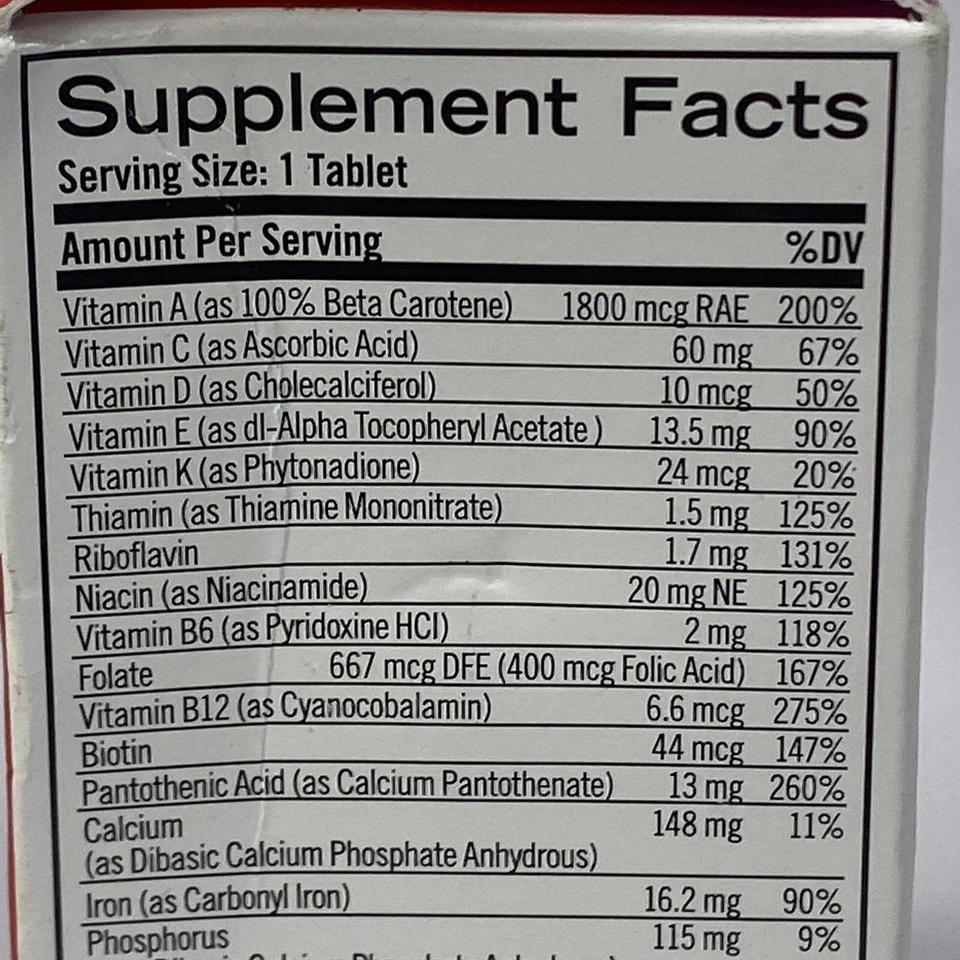 Supplement Facts
Serving Size: 1 Tablet
Amount Per Serving %DV
Vitamin A (as 100% Beta Carotene) 1800 mcg RAE 200%
Vitamin C (as Ascorbic Acid) 60 mg 67%
Vitamin D (as Cholecalciferol) 10 mcg 50%
Vitamin E (as dl-Alpha Tocopheryl Acetate ) 13.5 mg 90%
Vitamin K (as Phytonadione) 24 mcg 20%
Thiamin (as Thiamine Mononitrate) 1.5 mg 125%
Riboflavin 1.7 mg 131%
Niacin (as Niacinamide) 20 mg NE 125%
Vitamin B6 (as Pyridoxine HCl) 2 mg 118%
Folate 667 mcg DFE (400 mcg Folic Acid) 167%
Vitamin B12 (as Cyanocobalamin) 6.6 mcg 275%
Biotin 44 mcg 147%
Pantothenic Acid (as Calcium Pantothenate) 13 mg 260%
Calcium 148 mg 11%
(as Dibasic Calcium Phosphate Anhydrous)
Iron (as Carbonyl Iron) 16.2 mg 90%
Phosphorus 115 mg 9%